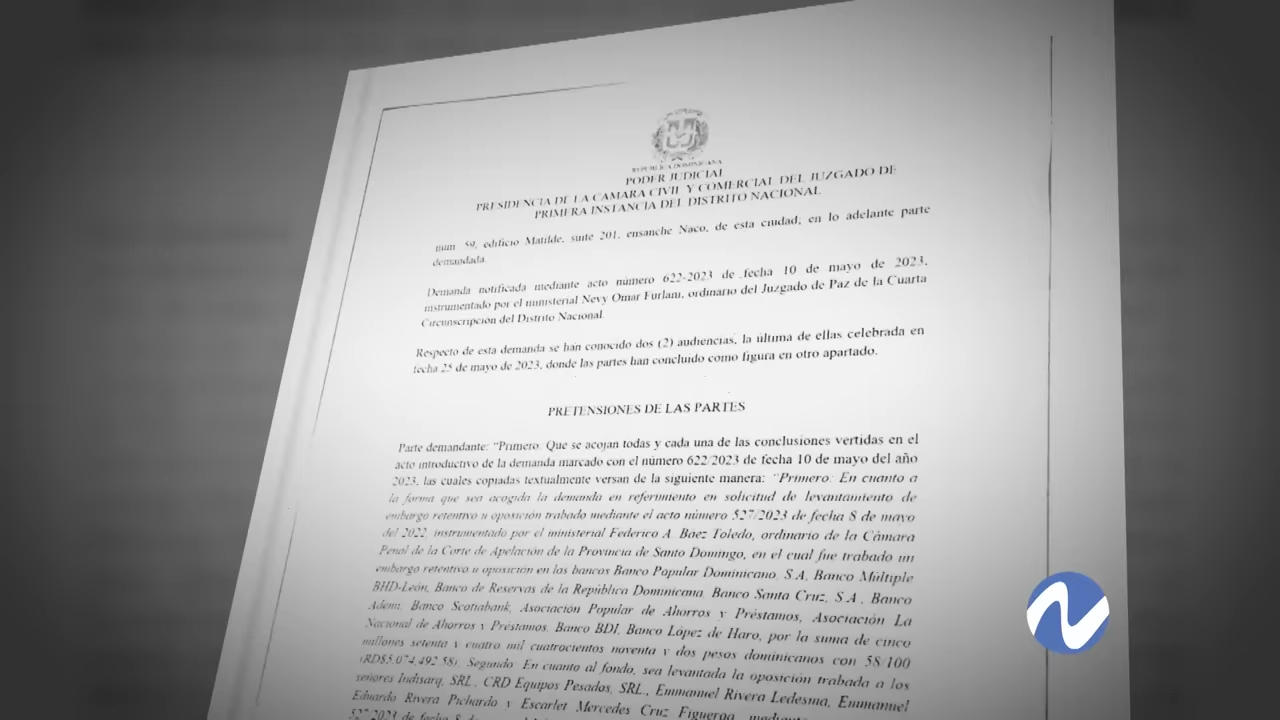 REPUBLICA DOMINICANA
PODER JUDICIAL
PRESIDENCIA DE LA CAMARA CIVIL Y COMERCIAL DEL JUZGADO DE
PRIMERA INSTANCIA DEL DISTRITO NACIONAL
núm 59, edificio Matilde, suite 201, ensanche Naco, de esta ciudad, en lo adelante parte
demandada.
Demanda notificada mediante acto número 622-2023 de fecha 10 de mayo de 2023,
instrumentado por el ministerial Nevy Omar Furlani, ordinario del Juzgado de Paz de la Cuarta
Circunscripción del Distrito Nacional.
Respecto de esta demanda se han conocido dos (2) audiencias, la última de ellas celebrada en
fecha 25 de mayo de 2023, donde las partes han concluido como figura en otro apartado.
PRETENSIONES DE LAS PARTES
Parte demandante: "Primero: Que se acojan todas y cada una de las conclusiones vertidas en el
acto introductivo de la demanda marcado con el número 622/2023 de fecha 10 de mayo del año
2023, las cuales copiadas textualmente versan de la siguiente manera: "Primero: En cuanto a
la forma que sea acogida la demanda en referimiento en solicitud de levantamiento de
embargo retentivo u oposición trabado mediante el acto número 527/2023 de fecha 8 de mayo
del 2022, instrumentado por el ministerial Federico A. Baez Toledo, ordinario de la Cámara
Penal de la Corte de Apelación de la Provincia de Santo Domingo, en el cual fue trabado un
embargo retentivo u oposición en los bancos Banco Popular Dominicano, S.A, Banco Múltiple
BHD-León, Banco de Reservas de la República Dominicana, Banco Santa Cruz, S.A., Banco
Ademi, Banco Scotiabank, Asociación Popular de Ahorros y Préstamos, Asociación La
Nacional de Ahorros y Préstamos, Banco BDI, Banco López de Haro, por la suma de cinco
millones setenta y cuatro mil cuatrocientos noventa y dos pesos dominicanos con 58/100
(RD$5,074,492.58). Segundo: En cuanto al fondo, sea levantada la oposición trabada a los
señores Indisarq, SRL., CRD Equipos Pesados, SRL., Emmanuel Rivera Ledesma, Emmanuel
Eduardo Rivera Pichardo y Escarlet Mercedes Cruz Figueroa, mediante
527/2023 de fecha 8 de